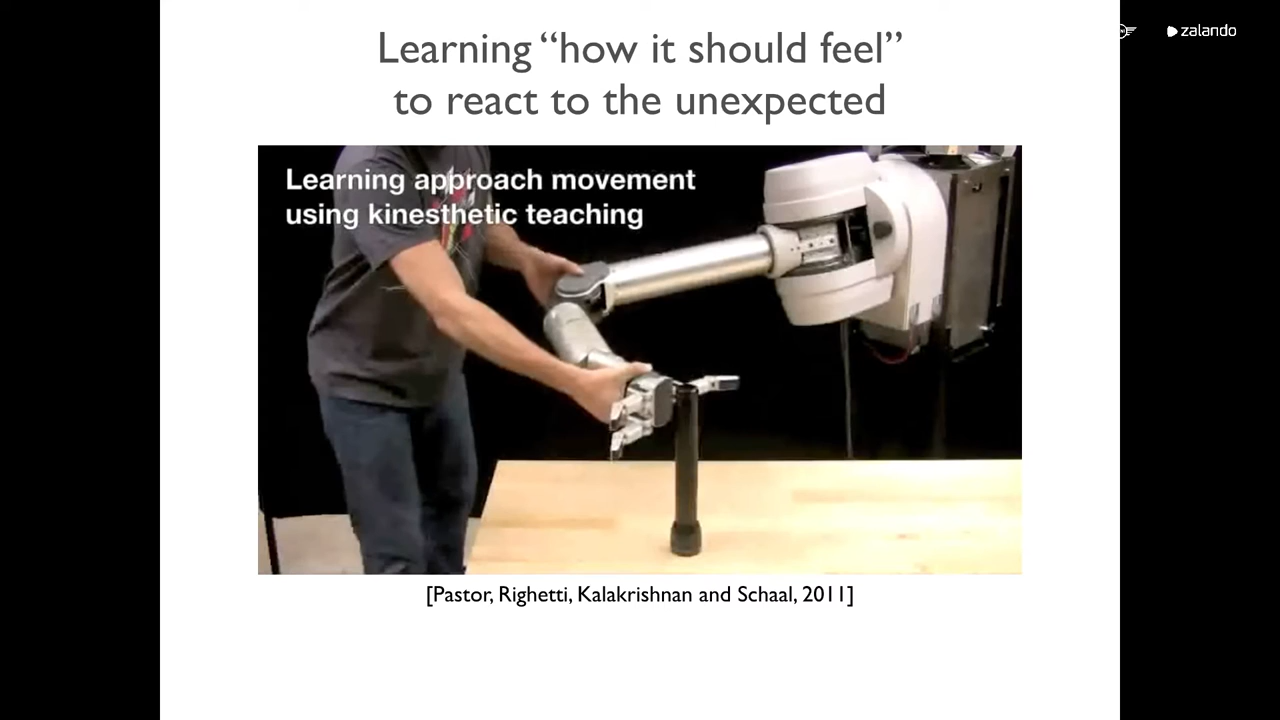 zalando
Learning “how it should feel”
to react to the unexpected
Learning approach movement
using kinesthetic teaching
[Pastor, Righetti, Kalakrishnan and Schaal, 2011]